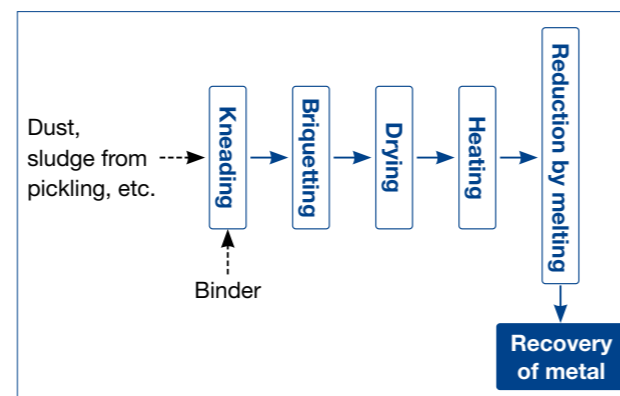 Dust,
sludge from
pickling, etc.
Kneading
Binder
Briquetting
Drying
Heating
Reduction by melting
Recovery
of metal